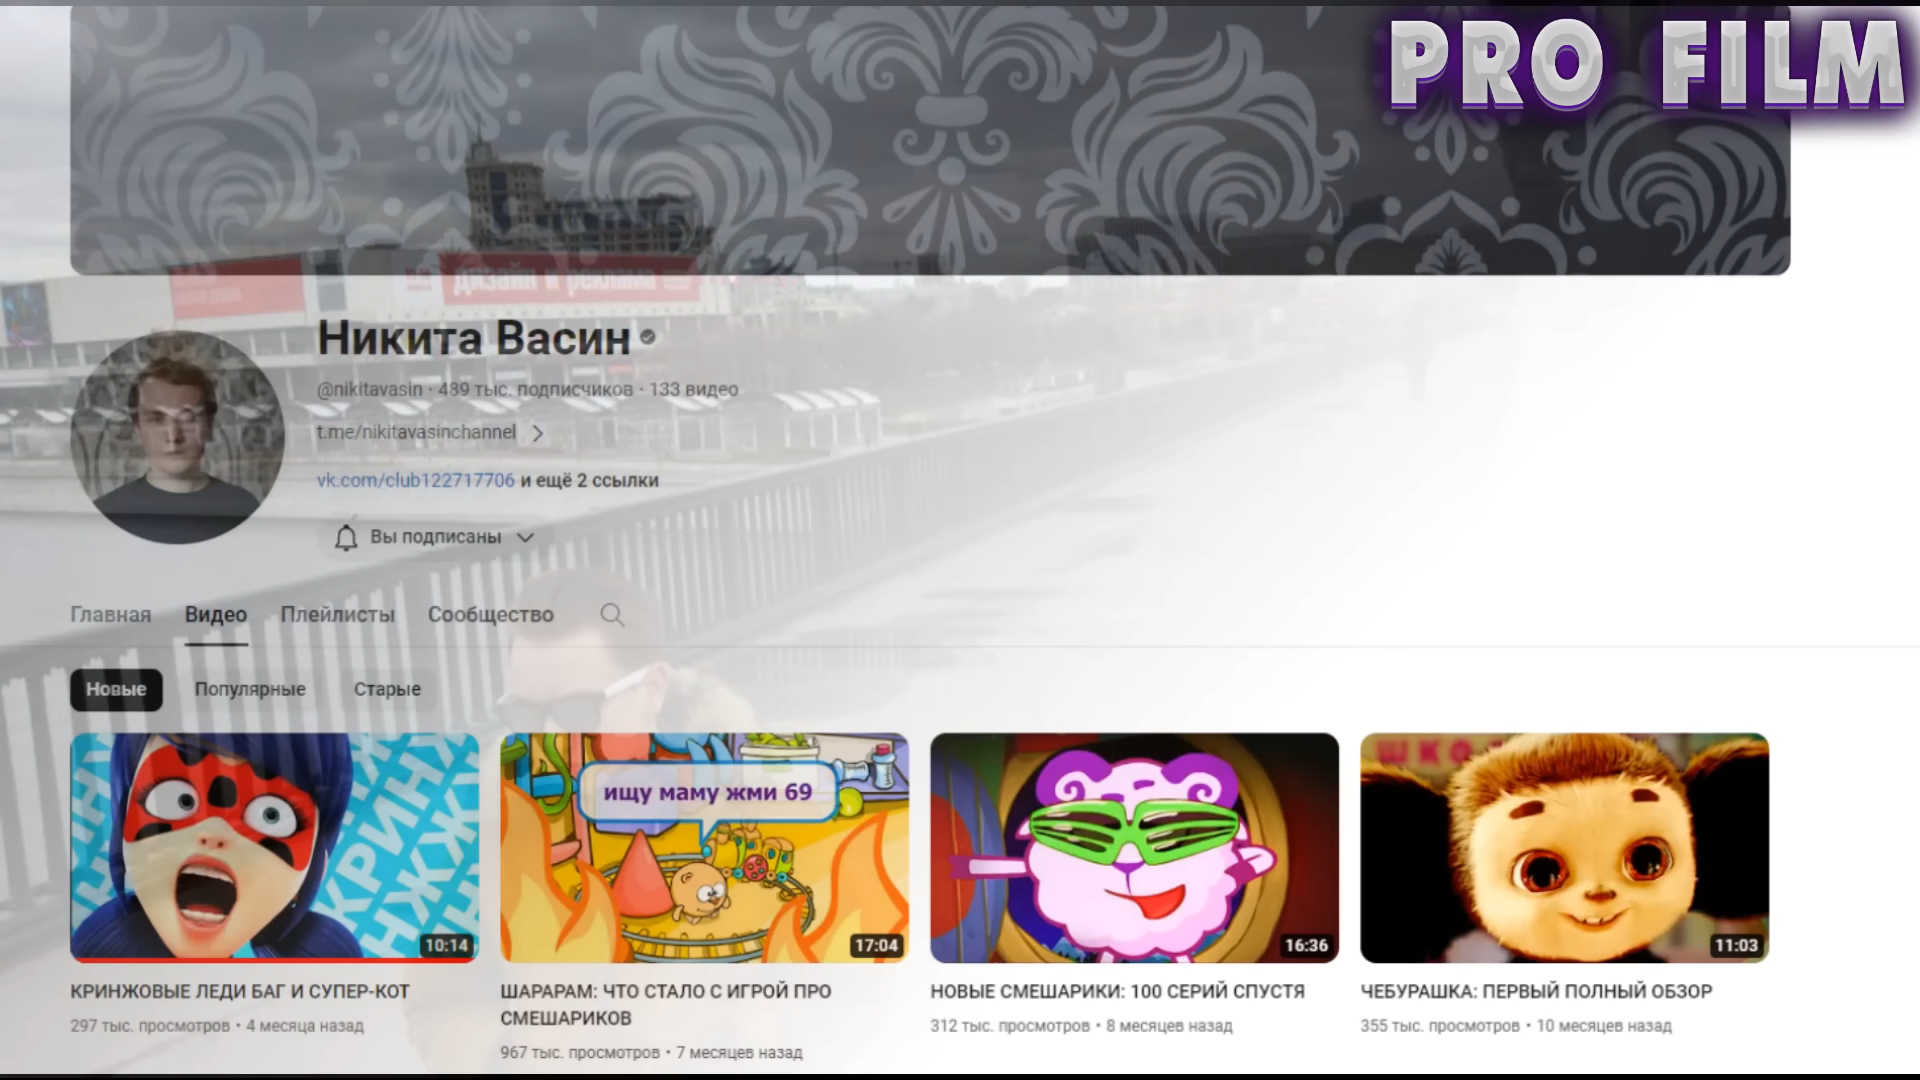 PRO FILM
дизайн и реклама
Никита Васин
@nikitavasin · 489 тыс. подписчиков · 133 видео
t.me/nikitavasinchannel
vk.com/club122717706 и ещё 2 ссылки
Вы подписаны
Главная Видео Плейлисты Сообщество
Новые Популярные Старые
КРИНЖ
ищу маму жми 69
10:14 17:04 16:36 11:03
КРИНЖОВЫЕ ЛЕДИ БАГ И СУПЕР-КОТ
297 тыс. просмотров • 4 месяца назад
ШАРАРАМ: ЧТО СТАЛО С ИГРОЙ ПРО
СМЕШАРИКОВ
967 тыс. просмотров • 7 месяцев назад
НОВЫЕ СМЕШАРИКИ: 100 СЕРИЙ СПУСТЯ
312 тыс. просмотров • 8 месяцев назад
ЧЕБУРАШКА: ПЕРВЫЙ ПОЛНЫЙ ОБЗОР
355 тыс. просмотров • 10 месяцев назад